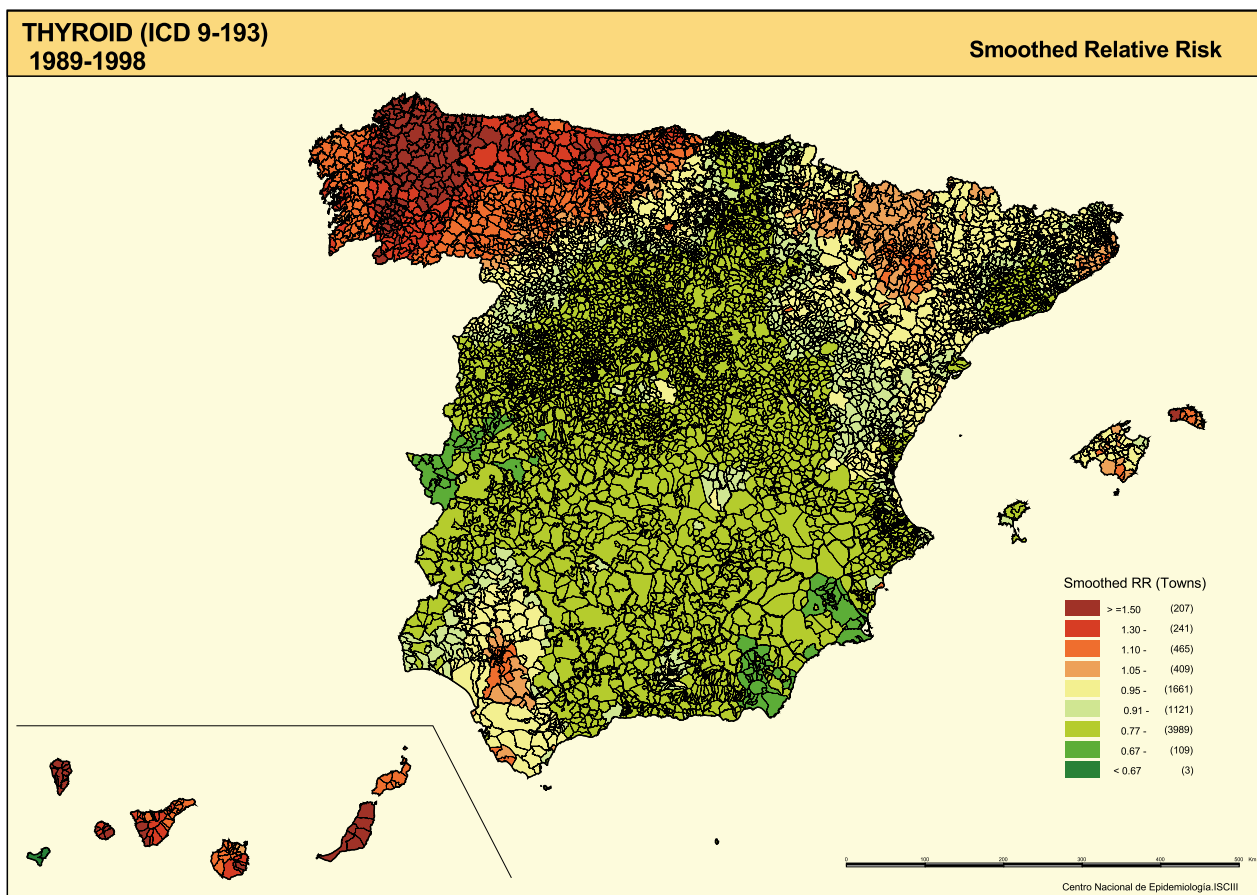 THYROID (ICD 9-193)
1989-1998
Smoothed Relative Risk
Smoothed RR (Towns)
> =1.50 (207)
1.30 - (241)
1.10 - (465)
1.05 - (409)
0.95 - (1661)
0.91 - (1121)
0.77 - (3989)
0.67 - (109)
< 0.67 (3)
0 100 200 300 400 500 Km
Centro Nacional de Epidemiología.ISCIII